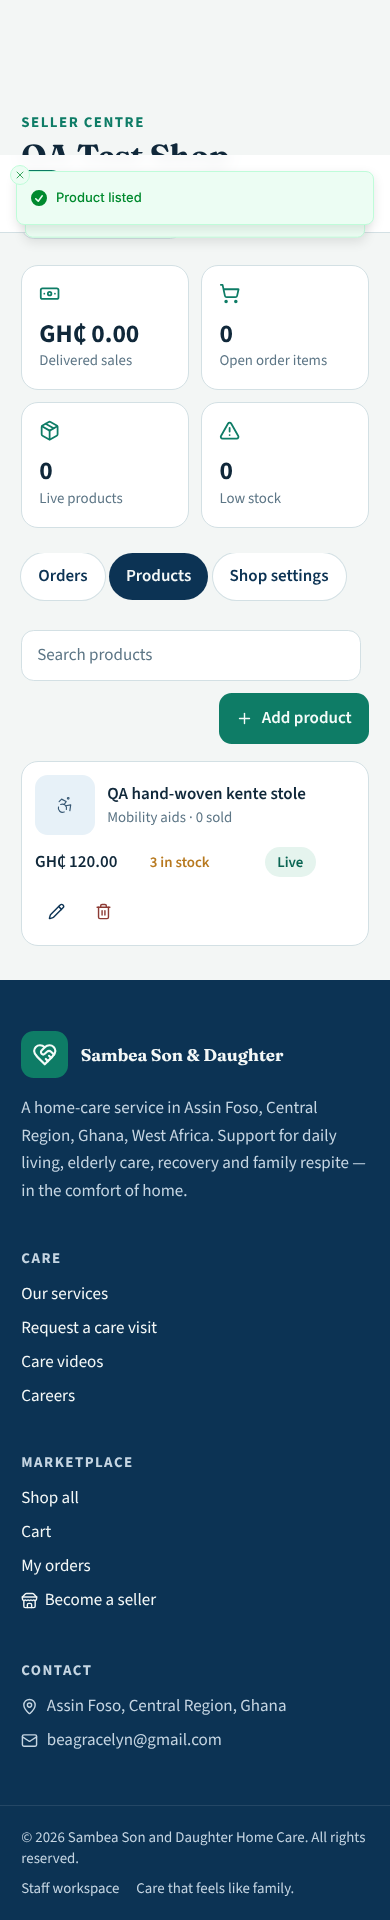 SELLER CENTRE
QA Test Shop
Product listed
GH₵ 0.00
Delivered sales
0
Open order items
0
Live products
0
Low stock
Orders
Products
Shop settings
Search products
Add product
QA hand-woven kente stole
Mobility aids · 0 sold
GH₵ 120.00
3 in stock
Live
Sambea Son & Daughter
A home-care service in Assin Foso, Central
Region, Ghana, West Africa. Support for daily
living, elderly care, recovery and family respite —
in the comfort of home.
CARE
Our services
Request a care visit
Care videos
Careers
MARKETPLACE
Shop all
Cart
My orders
Become a seller
CONTACT
Assin Foso, Central Region, Ghana
beagracelyn@gmail.com
© 2026 Sambea Son and Daughter Home Care. All rights
reserved.
Staff workspace
Care that feels like family.